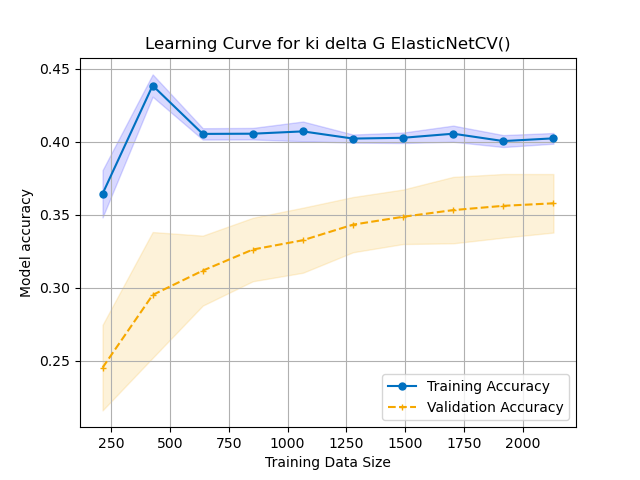 Learning Curve for ki delta G ElasticNetCV()
0.45
0.40
0.35
0.30
0.25
Model accuracy
Training Accuracy
Validation Accuracy
250 500 750 1000 1250 1500 1750 2000
Training Data Size